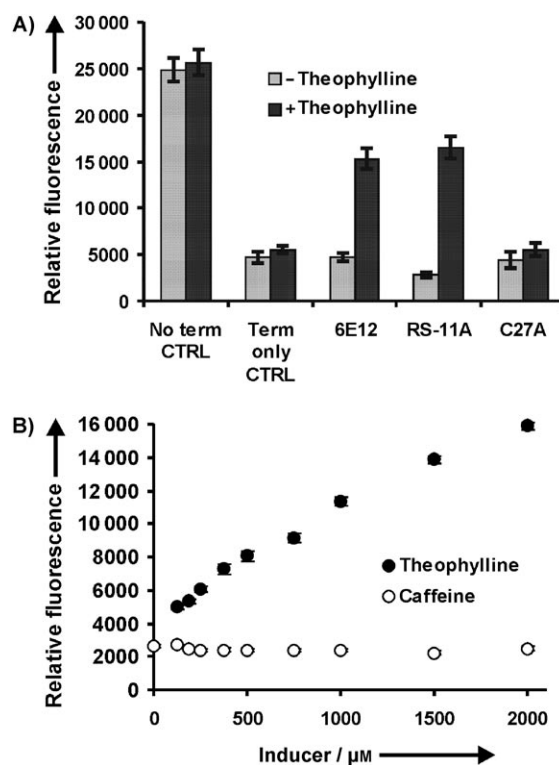 A)
Relative fluorescence
30 000
25 000
20 000
15 000
10 000
5000
0
– Theophylline
+ Theophylline
No term CTRL
Term only CTRL
6E12
RS-11A
C27A
B)
Relative fluorescence
16 000
14 000
12 000
10 000
8000
6000
4000
2000
0
Theophylline
Caffeine
0 500 1000 1500 2000
Inducer / µM